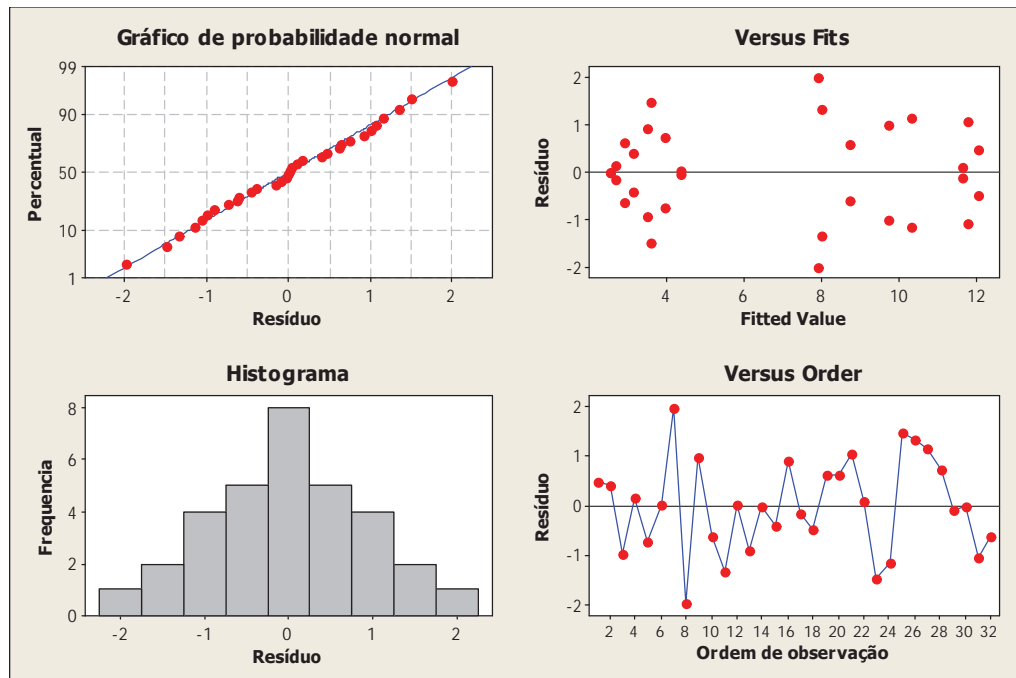 Gráfico de probabilidade normal
99
90
50
10
1
Percentual
-2 -1 0 1 2
Resíduo
Versus Fits
2
1
0
-1
-2
Resíduo
4 6 8 10 12
Fitted Value
Histograma
8
6
4
2
0
Frequencia
-2 -1 0 1 2
Resíduo
Versus Order
2
1
0
-1
-2
Resíduo
2 4 6 8 10 12 14 16 18 20 22 24 26 28 30 32
Ordem de observação